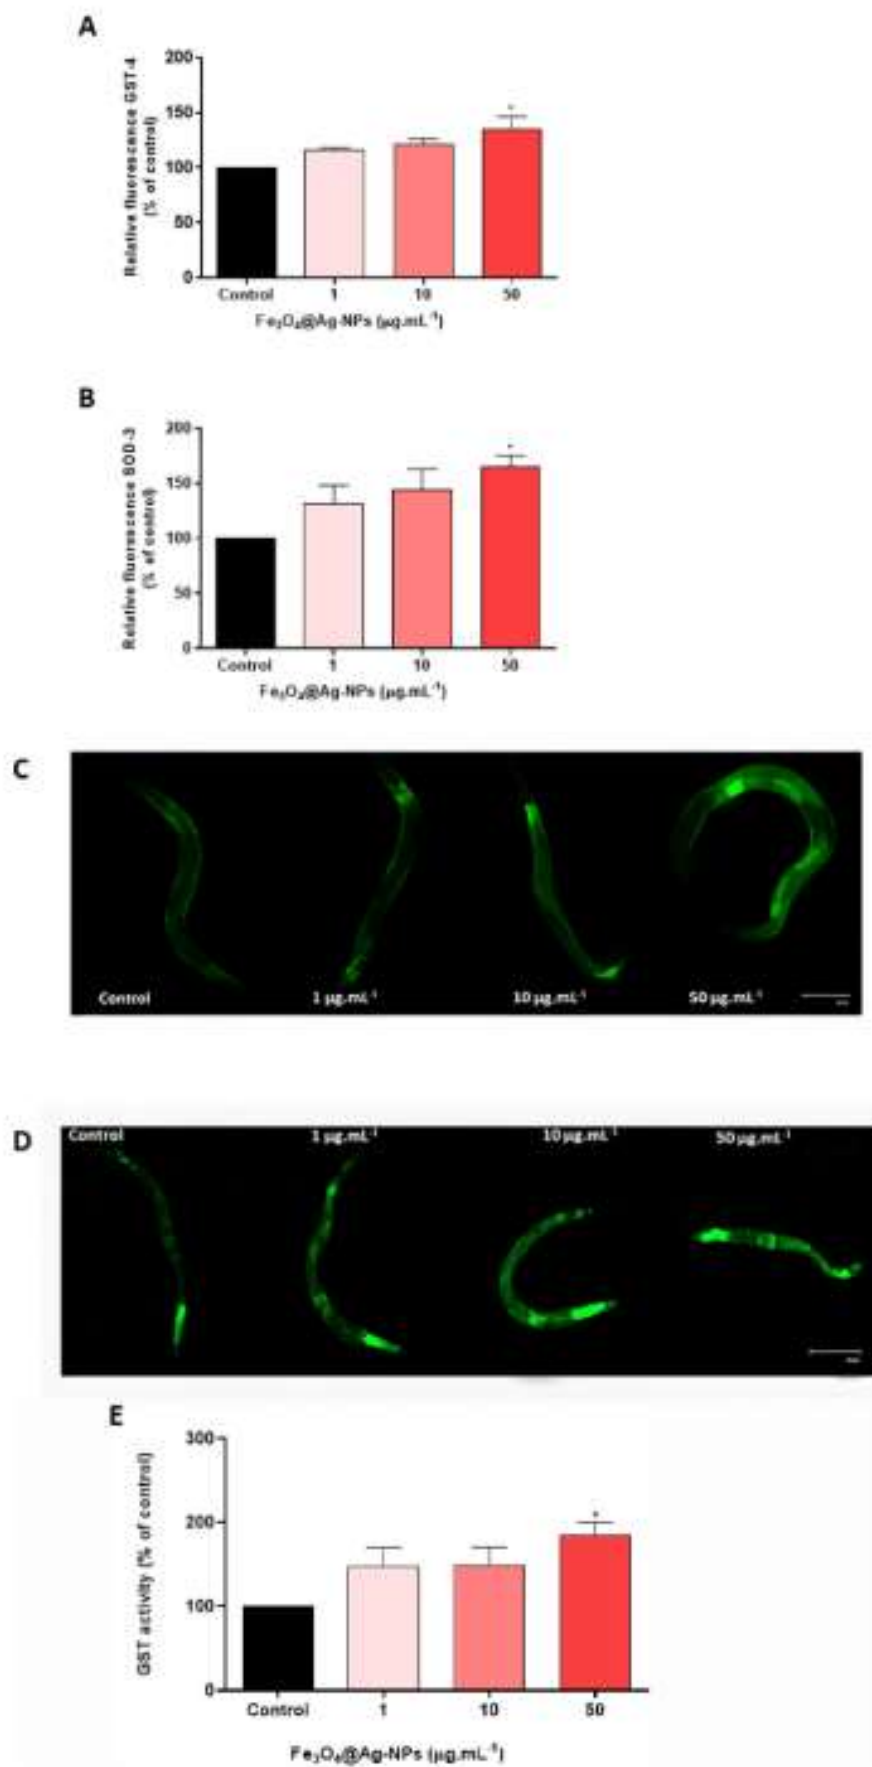 A
Relative fluorescence GST-4
(% of control)
200
150
100
50
0
Control 1 10 50
Fe₃O₄@Ag-NPs (µg.mL⁻¹)
B
Relative fluorescence SOD-3
(% of control)
200
150
100
50
0
Control 1 10 50
Fe₃O₄@Ag-NPs (µg.mL⁻¹)
C
Control 1 µg.mL⁻¹ 10 µg.mL⁻¹ 50 µg.mL⁻¹
D
Control 1 µg.mL⁻¹ 10 µg.mL⁻¹ 50 µg.mL⁻¹
E
GST activity (% of control)
300
200
100
0
Control 1 10 50
Fe₃O₄@Ag-NPs (µg.mL⁻¹)